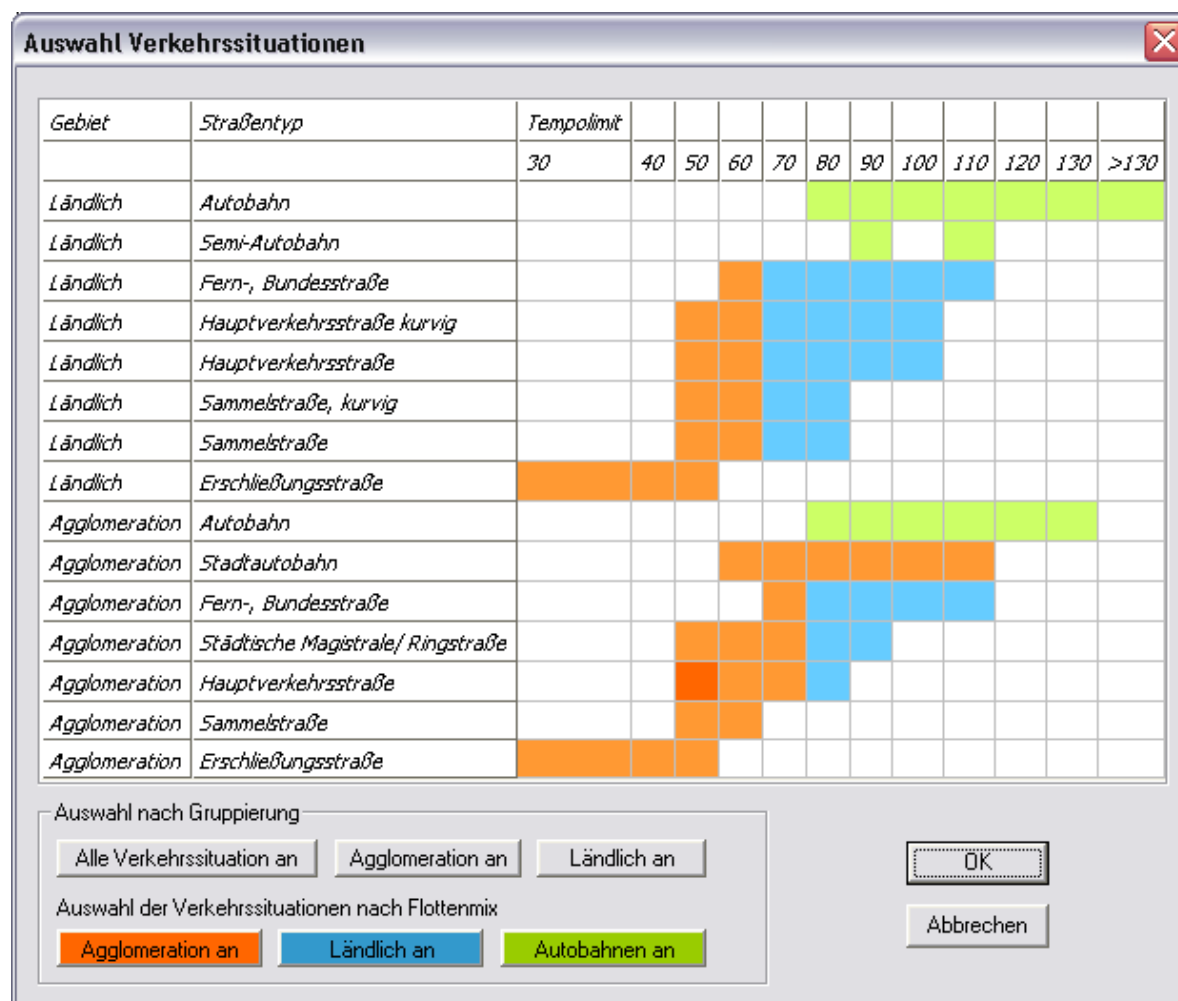 Auswahl Verkehrssituationen
Gebiet Straßentyp Tempolimit
30 40 50 60 70 80 90 100 110 120 130 >130
Ländlich Autobahn
Ländlich Semi-Autobahn
Ländlich Fern-, Bundesstraße
Ländlich Hauptverkehrsstraße kurvig
Ländlich Hauptverkehrsstraße
Ländlich Sammelstraße, kurvig
Ländlich Sammelstraße
Ländlich Erschließungsstraße
Agglomeration Autobahn
Agglomeration Stadtautobahn
Agglomeration Fern-, Bundesstraße
Agglomeration Städtische Magistrale/ Ringstraße
Agglomeration Hauptverkehrsstraße
Agglomeration Sammelstraße
Agglomeration Erschließungsstraße
Auswahl nach Gruppierung
Alle Verkehrssituation an Agglomeration an Ländlich an
OK
Auswahl der Verkehrssituationen nach Flottenmix
Agglomeration an Ländlich an Autobahnen an
Abbrechen